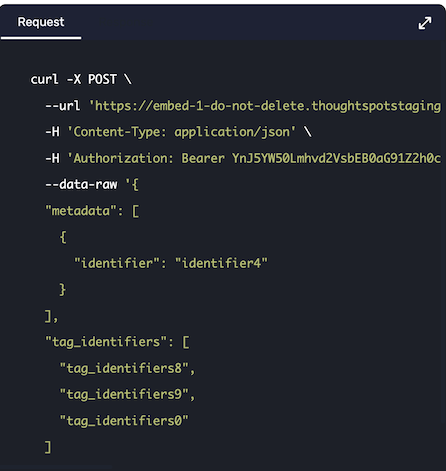 Request
curl -X POST \
--url 'https://embed-1-do-not-delete.thoughtspotstaging
-H 'Content-Type: application/json' \
-H 'Authorization: Bearer YnJ5YW50Lmhvd2VsbEB0aG91Z2h0c
--data-raw '{
"metadata": [
{
"identifier": "identifier4"
}
],
"tag_identifiers": [
"tag_identifiers8",
"tag_identifiers9",
"tag_identifiers0"
]